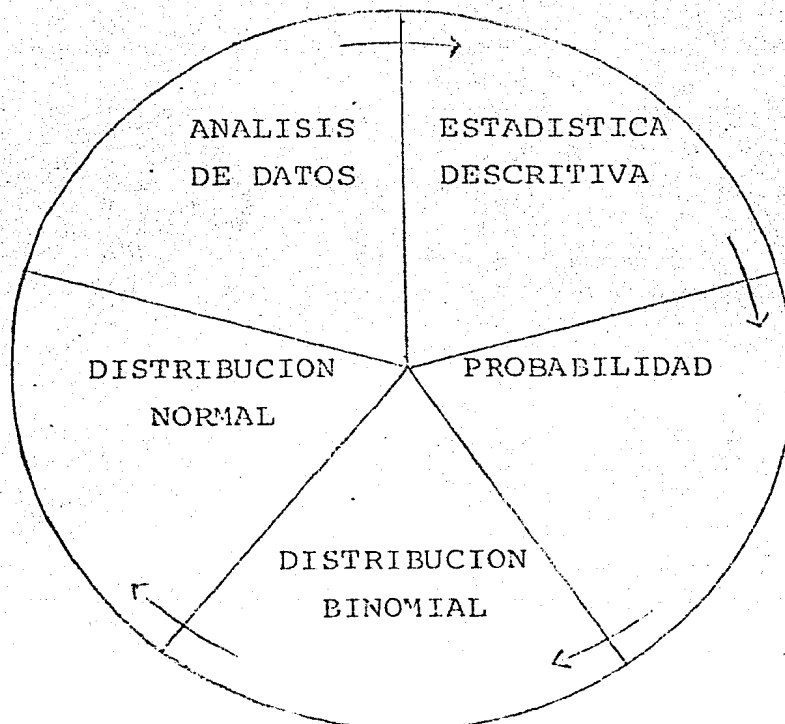 ANALISIS
DE DATOS
ESTADISTICA
DESCRITIVA
PROBABILIDAD
DISTRIBUCION
BINOMIAL
DISTRIBUCION
NORMAL